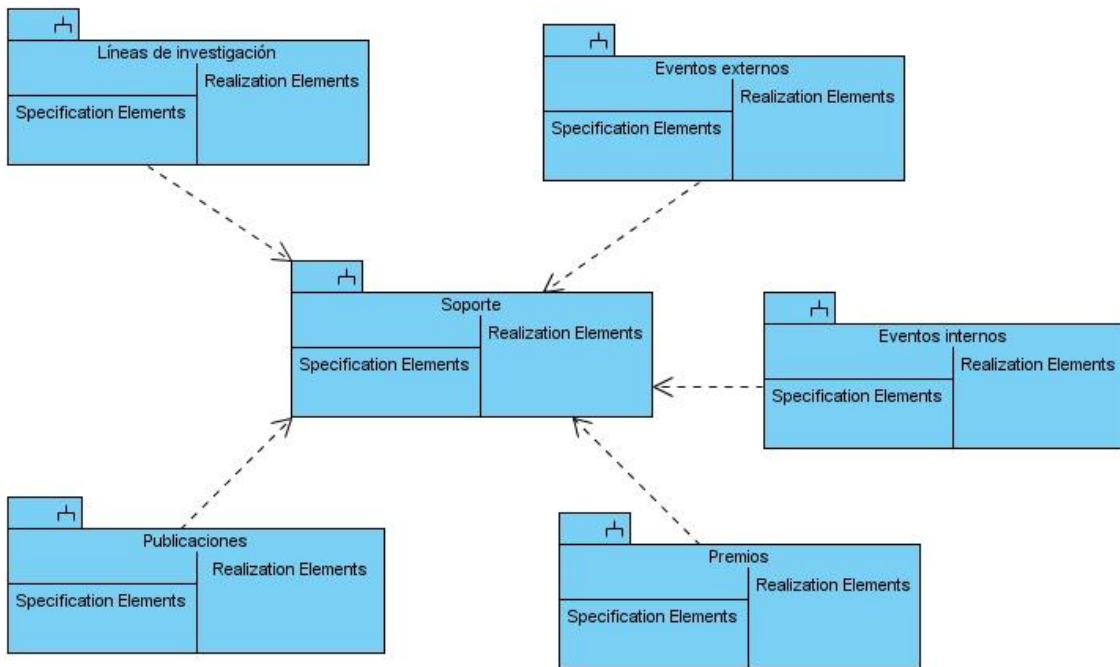 Líneas de investigación
Realization Elements
Specification Elements
Eventos externos
Realization Elements
Specification Elements
Soporte
Realization Elements
Specification Elements
Eventos internos
Realization Elements
Specification Elements
Publicaciones
Realization Elements
Specification Elements
Premios
Realization Elements
Specification Elements